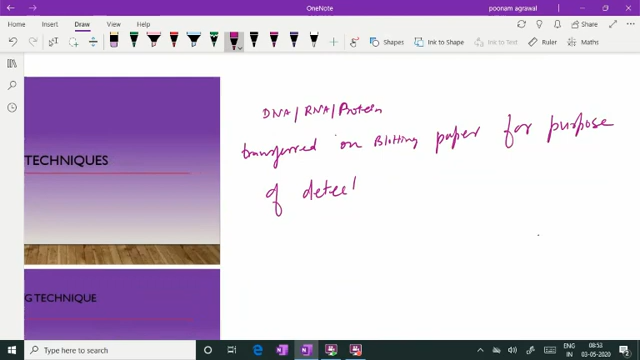 OneNote
poonam agrawal
Home Insert Draw View Help
Share
Shapes Ink to Shape Ink to Text Ruler Maths
TECHNIQUES
G TECHNIQUE
DNA/RNA/Protein
transferred on Blotting paper for purpose
of detect
Type here to search
ENG
IN
08:53
03-05-2020